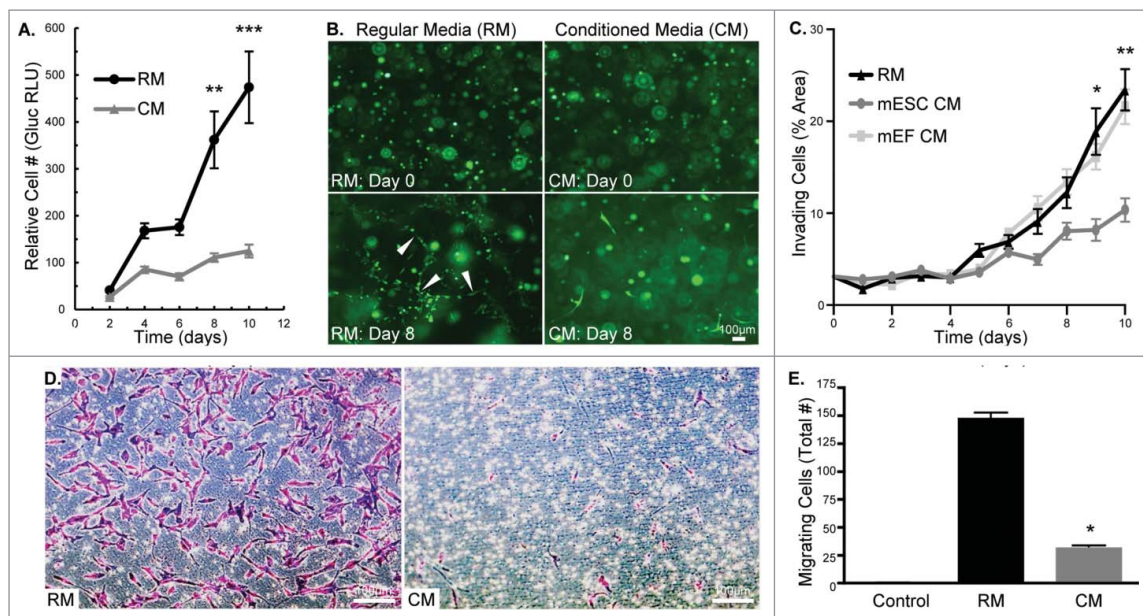 A.
600
500
400
300
200
100
0
0 2 4 6 8 10 12
Relative Cell # (Gluc RLU)
Time (days)
RM
CM
**
***
B. Regular Media (RM) Conditioned Media (CM)
RM: Day 0
CM: Day 0
RM: Day 8
CM: Day 8
100µm
C.
30
20
10
0
0 2 4 6 8 10
Invading Cells (% Area)
Time (days)
RM
mESC CM
mEF CM
*
**
D.
RM
100µm
CM
100µm
E.
175
150
125
100
75
50
25
0
Migrating Cells (Total #)
*
Control RM CM